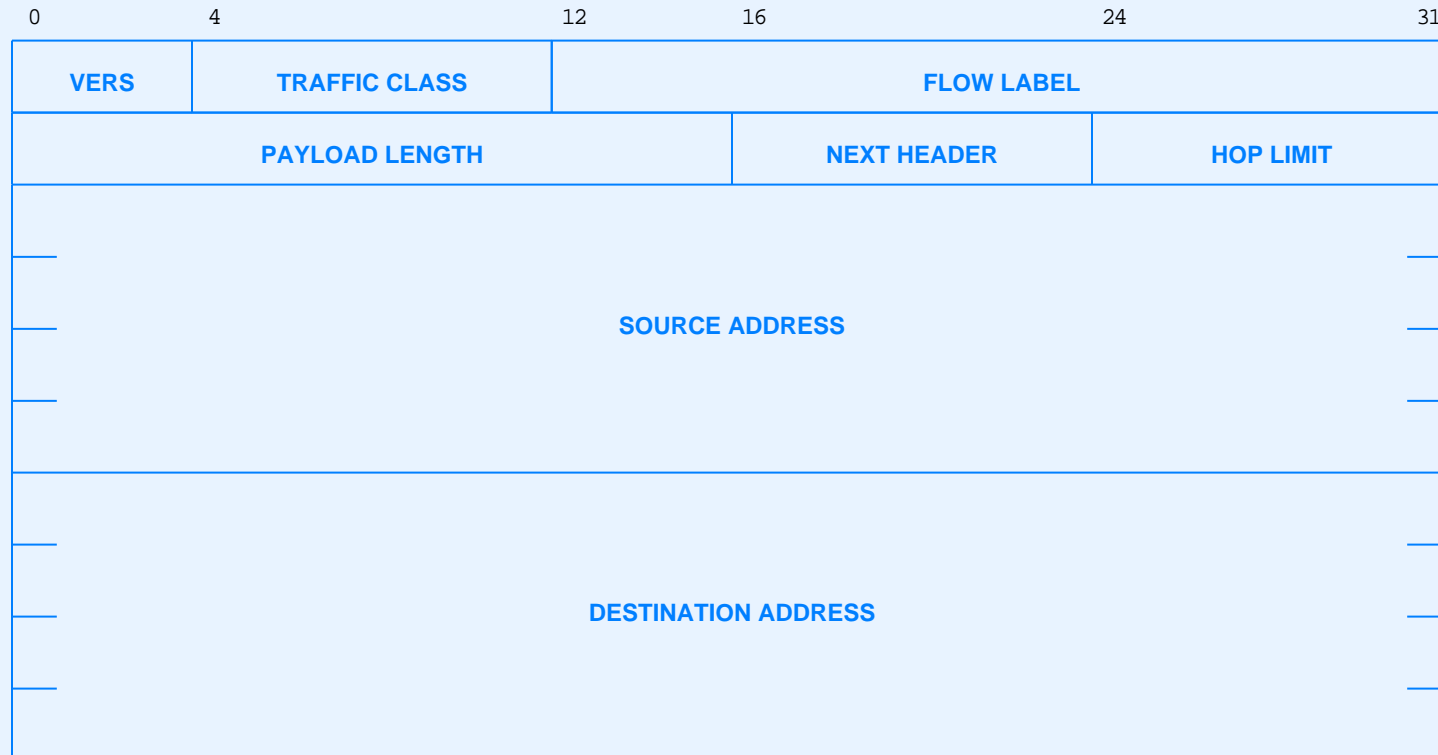 0 4 12 16 24 31
VERS TRAFFIC CLASS FLOW LABEL
PAYLOAD LENGTH NEXT HEADER HOP LIMIT
SOURCE ADDRESS
DESTINATION ADDRESS